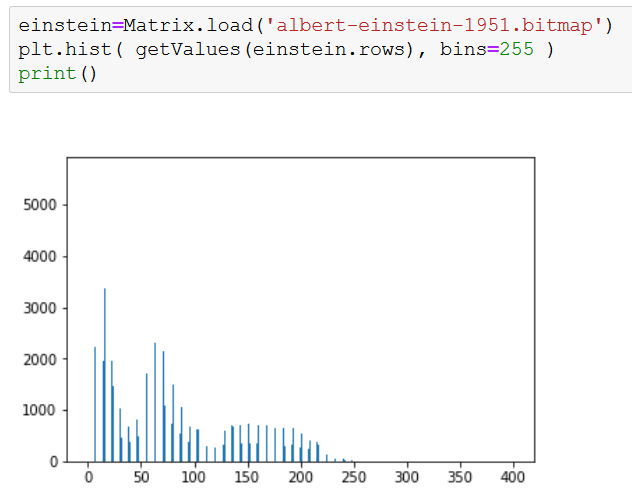 einstein=Matrix.load('albert-einstein-1951.bitmap')
plt.hist( getValues(einstein.rows), bins=255 )
print()
5000
4000
3000
2000
1000
0
0 50 100 150 200 250 300 350 400